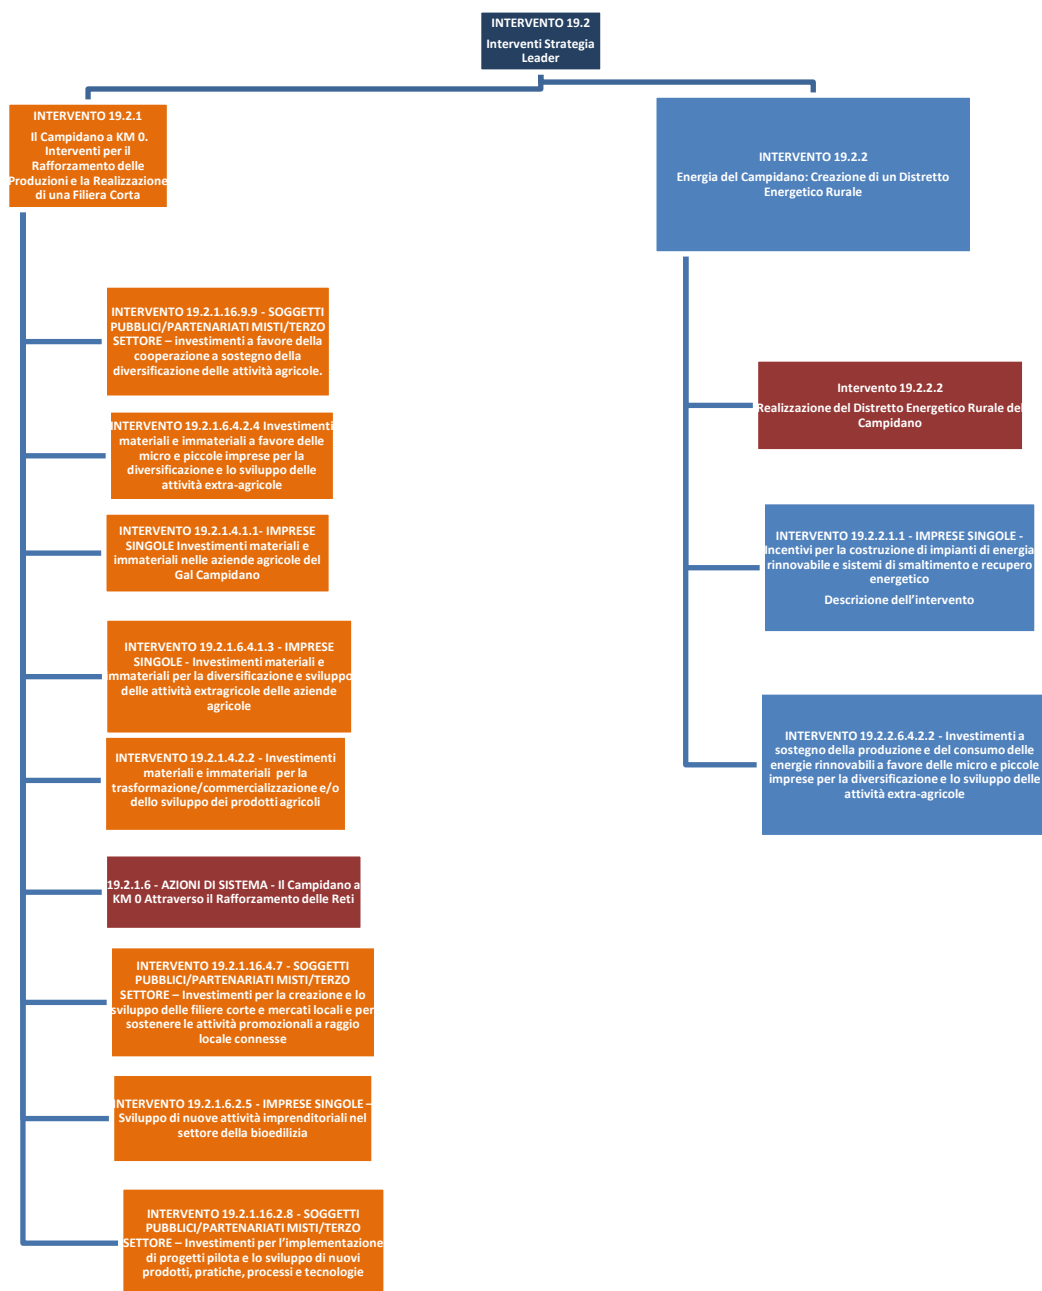 INTERVENTO 19.2
Interventi Strategia
Leader
INTERVENTO 19.2.1
Il Campidano a KM 0.
Interventi per il
Rafforzamento delle
Produzioni e la Realizzazione
di una Filiera Corta
INTERVENTO 19.2.2
Energia del Campidano: Creazione di un Distretto
Energetico Rurale
INTERVENTO 19.2.1.16.9.9 - SOGGETTI
PUBBLICI/PARTENARIATI MISTI/TERZO
SETTORE – investimenti a favore della
cooperazione a sostegno della
diversificazione delle attività agricole.
INTERVENTO 19.2.1.6.4.2.4 Investimenti
materiali e immateriali a favore delle
micro e piccole imprese per la
diversificazione e lo sviluppo delle
attività extra-agricole
INTERVENTO 19.2.1.4.1.1- IMPRESE
SINGOLE Investimenti materiali e
immateriali nelle aziende agricole del
Gal Campidano
INTERVENTO 19.2.1.6.4.1.3 - IMPRESE
SINGOLE - Investimenti materiali e
immateriali per la diversificazione e sviluppo
delle attività extragricole delle aziende
agricole
INTERVENTO 19.2.1.4.2.2 - Investimenti
materiali e immateriali per la
trasformazione/commercializzazione e/o
dello sviluppo dei prodotti agricoli
19.2.1.6 - AZIONI DI SISTEMA - Il Campidano a
KM 0 Attraverso il Rafforzamento delle Reti
INTERVENTO 19.2.1.16.4.7 - SOGGETTI
PUBBLICI/PARTENARIATI MISTI/TERZO
SETTORE – Investimenti per la creazione e lo
sviluppo delle filiere corte e mercati locali e per
sostenere le attività promozionali a raggio
locale connesse
INTERVENTO 19.2.1.6.2.5 - IMPRESE SINGOLE –
Sviluppo di nuove attività imprenditoriali nel
settore della bioedilizia
INTERVENTO 19.2.1.16.2.8 - SOGGETTI
PUBBLICI/PARTENARIATI MISTI/TERZO
SETTORE – Investimenti per l’implementazione
di progetti pilota e lo sviluppo di nuovi
prodotti, pratiche, processi e tecnologie
Intervento 19.2.2.2
Realizzazione del Distretto Energetico Rurale del
Campidano
INTERVENTO 19.2.2.1.1 - IMPRESE SINGOLE -
Incentivi per la costruzione di impianti di energia
rinnovabile e sistemi di smaltimento e recupero
energetico
Descrizione dell’intervento
INTERVENTO 19.2.2.6.4.2.2 - Investimenti a
sostegno della produzione e del consumo delle
energie rinnovabili a favore delle micro e piccole
imprese per la diversificazione e lo sviluppo delle
attività extra-agricole